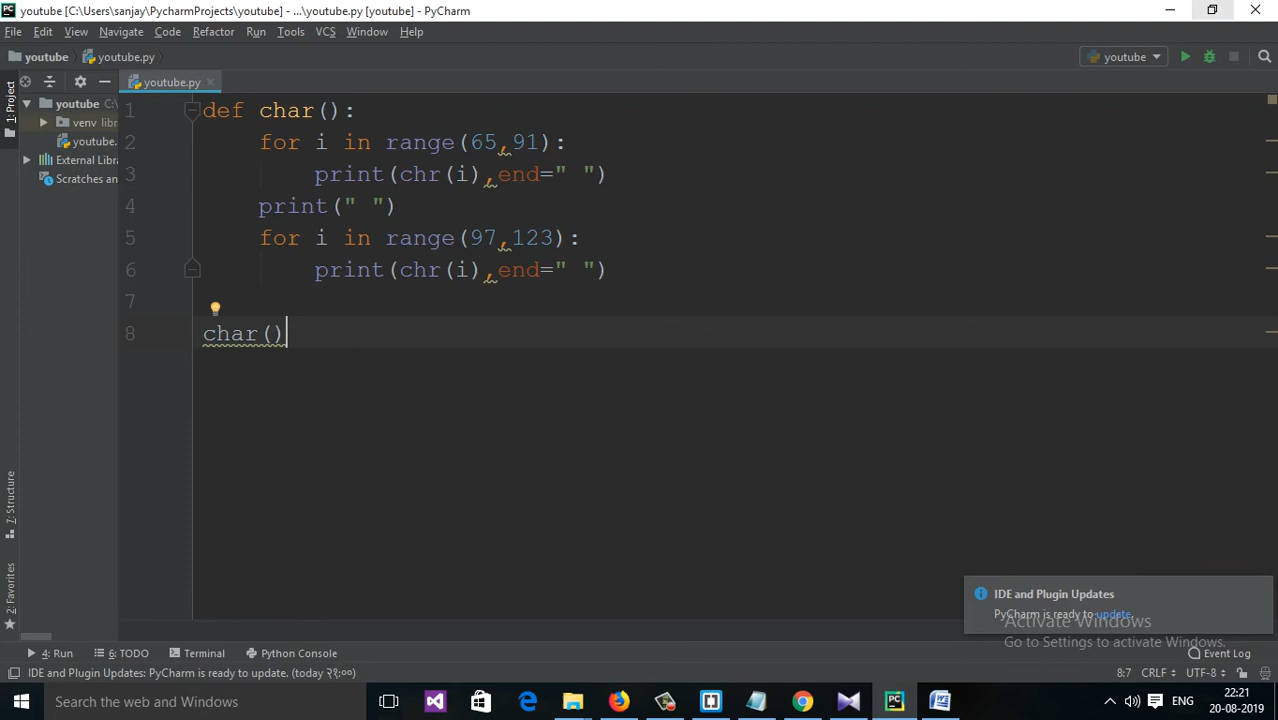 youtube [C:\Users\sanjay\PycharmProjects\youtube] - ...\youtube.py [youtube] - PyCharm
File Edit View Navigate Code Refactor Run Tools VCS Window Help
youtube youtube.py youtube
1: Project
youtube.py
youtube C:\
venv libr
youtube.
External Libra
Scratches an
1 def char():
2 for i in range(65,91):
3 print(chr(i),end=" ")
4 print(" ")
5 for i in range(97,123):
6 print(chr(i),end=" ")
7
8 char()
7: Structure
2: Favorites
IDE and Plugin Updates
PyCharm is ready to update.
Activate Windows
Go to Settings to activate Windows.
4: Run 6: TODO Terminal Python Console Event Log
IDE and Plugin Updates: PyCharm is ready to update. (today २१:००) 8:7 CRLF UTF-8
Search the web and Windows ENG 22:21
20-08-2019